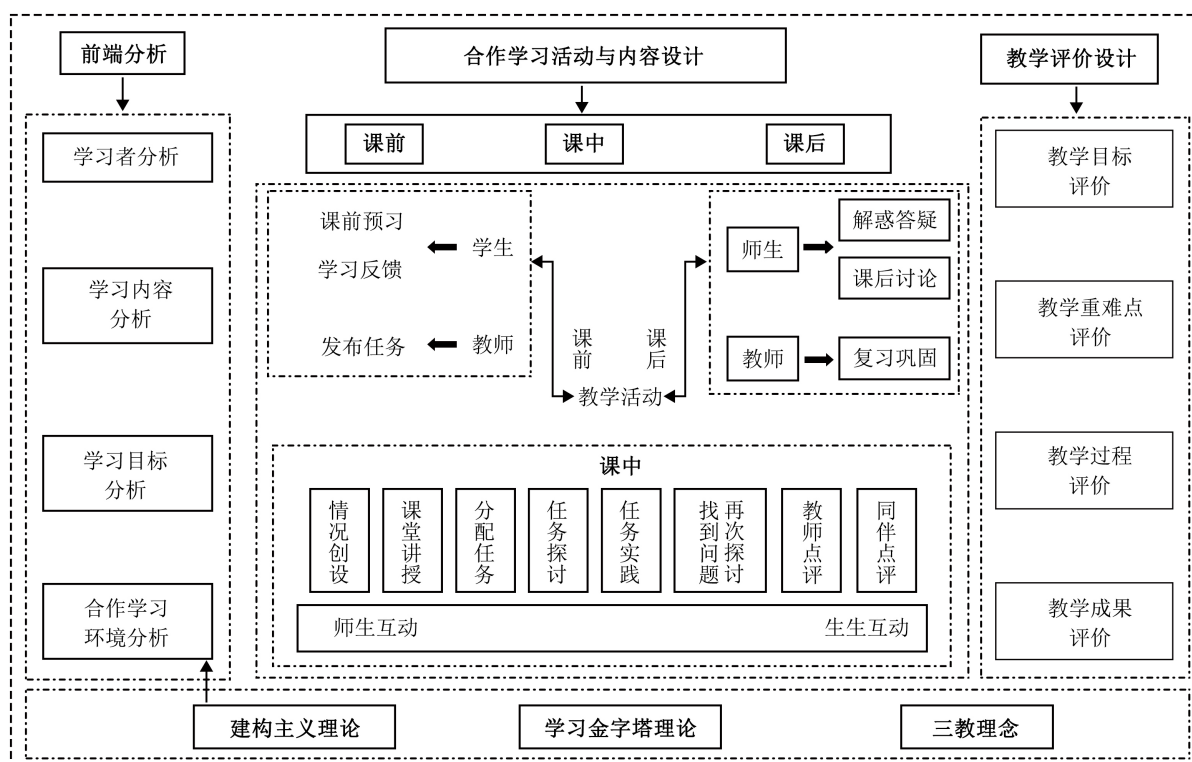 前端分析
合作学习活动与内容设计
教学评价设计
学习者分析
学习内容
分析
学习目标
分析
合作学习
环境分析
课前
课中
课后
课前预习
学习反馈
学生
发布任务
教师
课前
课后
教学活动
师生
解惑答疑
课后讨论
教师
复习巩固
课中
情况创设
课堂讲授
分配任务
任务探讨
任务实践
找到问题
再次探讨
教师点评
同伴点评
师生互动
生生互动
教学目标
评价
教学重难点
评价
教学过程
评价
教学成果
评价
建构主义理论
学习金字塔理论
三教理念